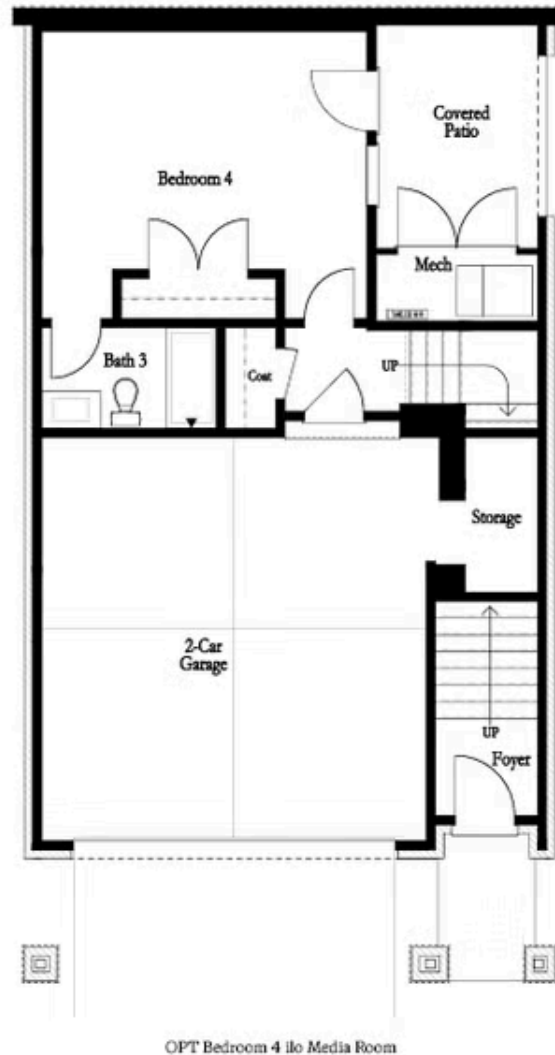 Covered
Patio
Bedroom 4
Mech
Bath 3
Coat
UP
Storage
2-Car
Garage
UP
Foyer
OPT Bedroom 4 ilo Media Room